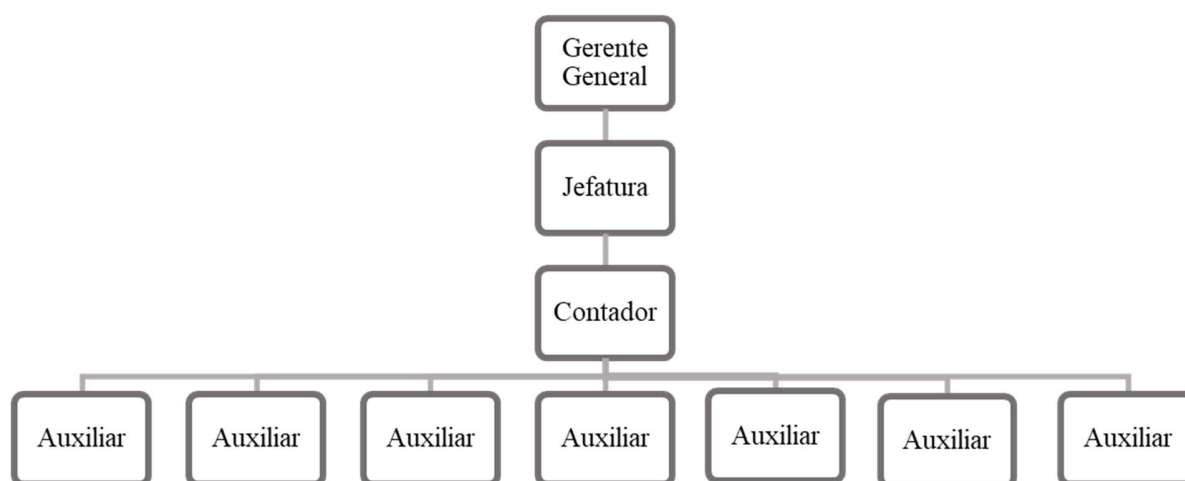 Gerente
General
Jefatura
Contador
Auxiliar
Auxiliar
Auxiliar
Auxiliar
Auxiliar
Auxiliar
Auxiliar